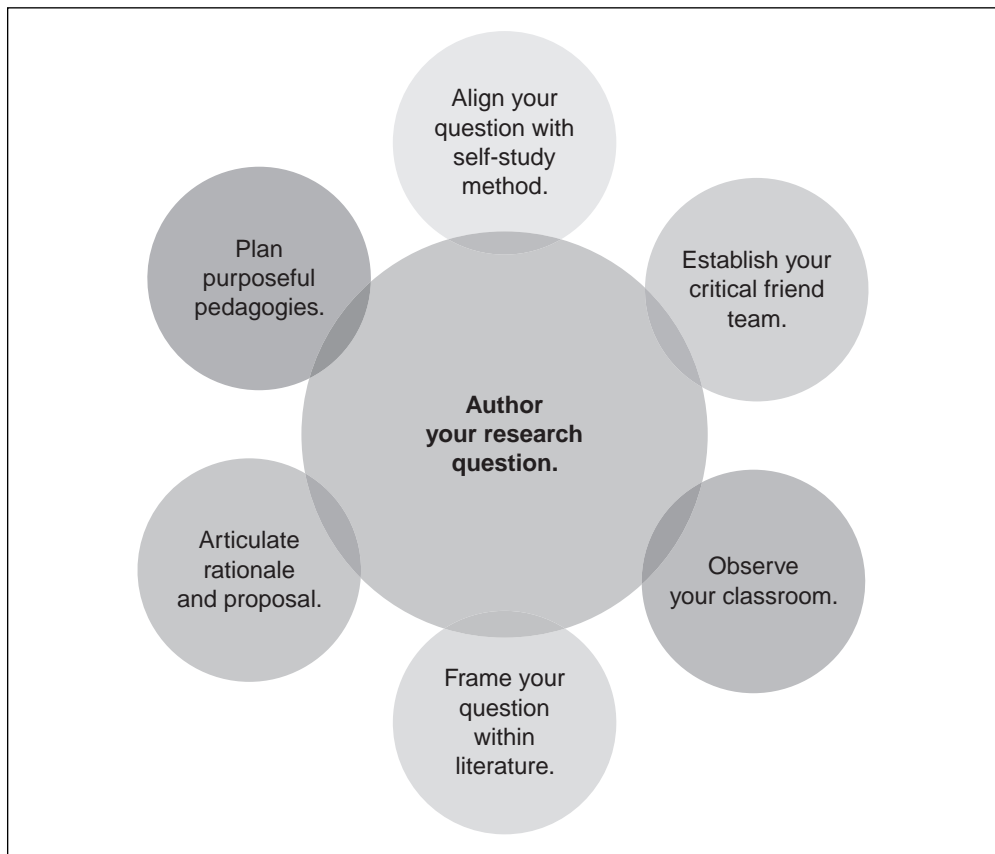 Align your
question with
self-study
method.
Establish your
critical friend
team.
Observe
your classroom.
Frame your
question
within
literature.
Articulate
rationale
and proposal.
Plan
purposeful
pedagogies.
Author
your research
question.